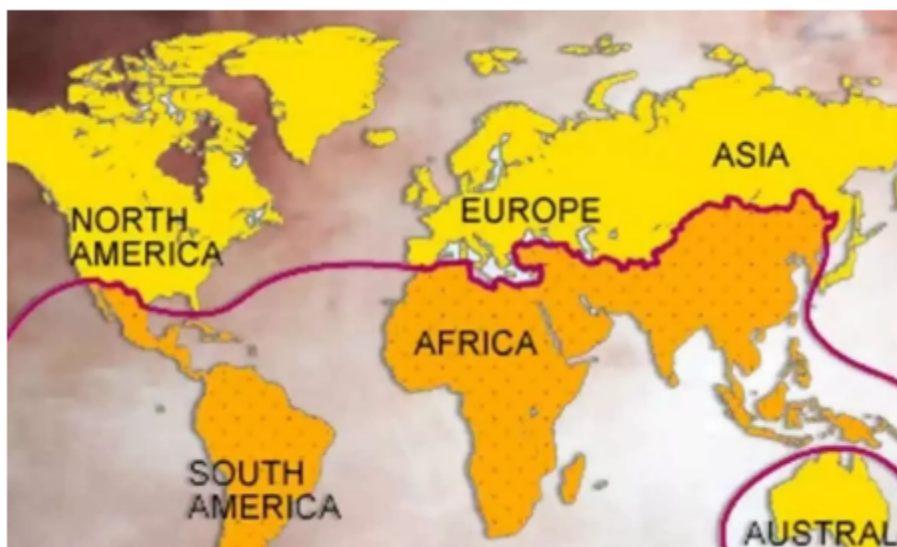 ASIA
NORTH
AMERICA
EUROPE
AFRICA
SOUTH
AMERICA
AUSTRAL